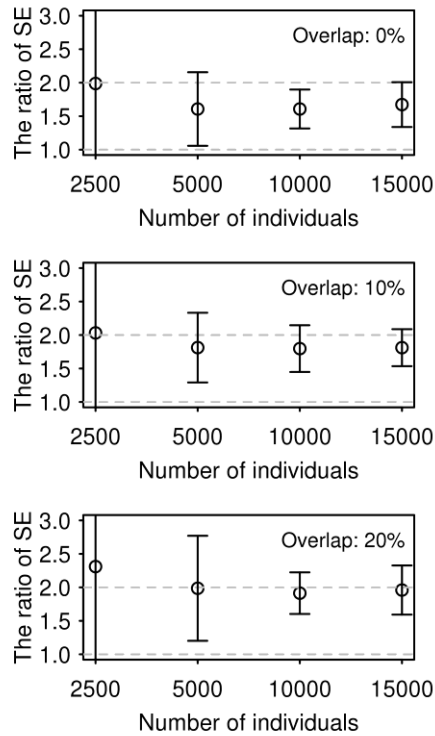 The ratio of SE
3.0
2.5
2.0
1.5
1.0
Overlap: 0%
2500 5000 10000 15000
Number of individuals
The ratio of SE
3.0
2.5
2.0
1.5
1.0
Overlap: 10%
2500 5000 10000 15000
Number of individuals
The ratio of SE
3.0
2.5
2.0
1.5
1.0
Overlap: 20%
2500 5000 10000 15000
Number of individuals